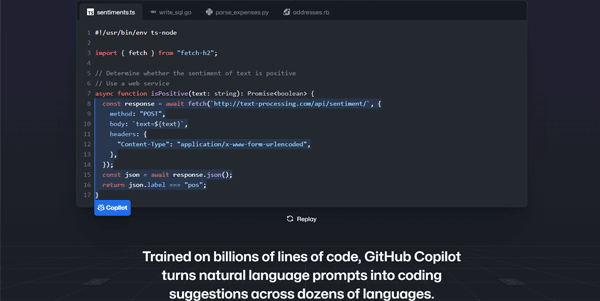 sentiments.ts write_sql.go parse_expenses.py addresses.rb
1 #!/usr/bin/env ts-node
2
3 import { fetch } from "fetch-h2";
4
5 // Determine whether the sentiment of text is positive
6 // Use a web service
7 async function isPositive(text: string): Promise<boolean> {
8 const response = await fetch(`http://text-processing.com/api/sentiment/`, {
9 method: "POST",
10 body: `text=${text}`,
11 headers: {
12 "Content-Type": "application/x-www-form-urlencoded",
13 },
14 });
15 const json = await response.json();
16 return json.label === "pos";
17 }
Copilot
Replay
Trained on billions of lines of code, GitHub Copilot
turns natural language prompts into coding
suggestions across dozens of languages.